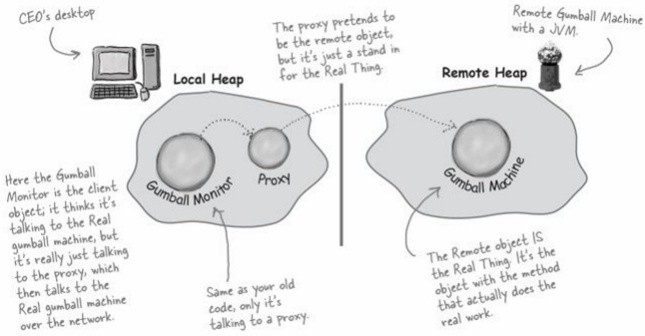 CEO's desktop
The proxy pretends to
be the remote object,
but it's just a stand in
for the Real Thing.
Remote Gumball Machine
with a JVM.
Local Heap
Remote Heap
Gumball Monitor
Proxy
Gumball Machine
Here the Gumball
Monitor is the client
object; it thinks it's
talking to the Real
gumball machine, but
it's really just talking
to the proxy, which
then talks to the
Real gumball machine
over the network.
Same as your old
code, only it's
talking to a proxy.
The Remote object IS
the Real Thing. It's the
object with the method
that actually does the
real work.